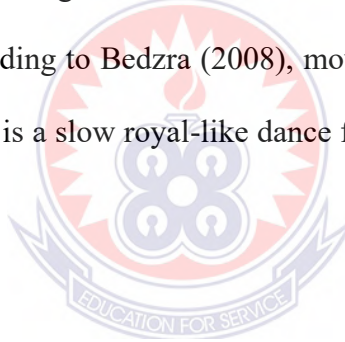 ding to Bedzra (2008), mo
is a slow royal-like dance f
EDUCATION FOR SERVICE